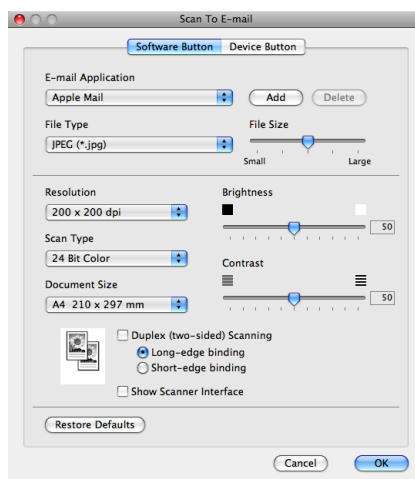 Scan To E-mail
Software Button Device Button
E-mail Application
Apple Mail Add Delete
File Type File Size
JPEG (*.jpg)
Small Large
Resolution Brightness
200 x 200 dpi
50
Scan Type
24 Bit Color
Contrast
Document Size
A4 210 x 297 mm 50
Duplex (two-sided) Scanning
Long-edge binding
Short-edge binding
Show Scanner Interface
Restore Defaults
Cancel OK